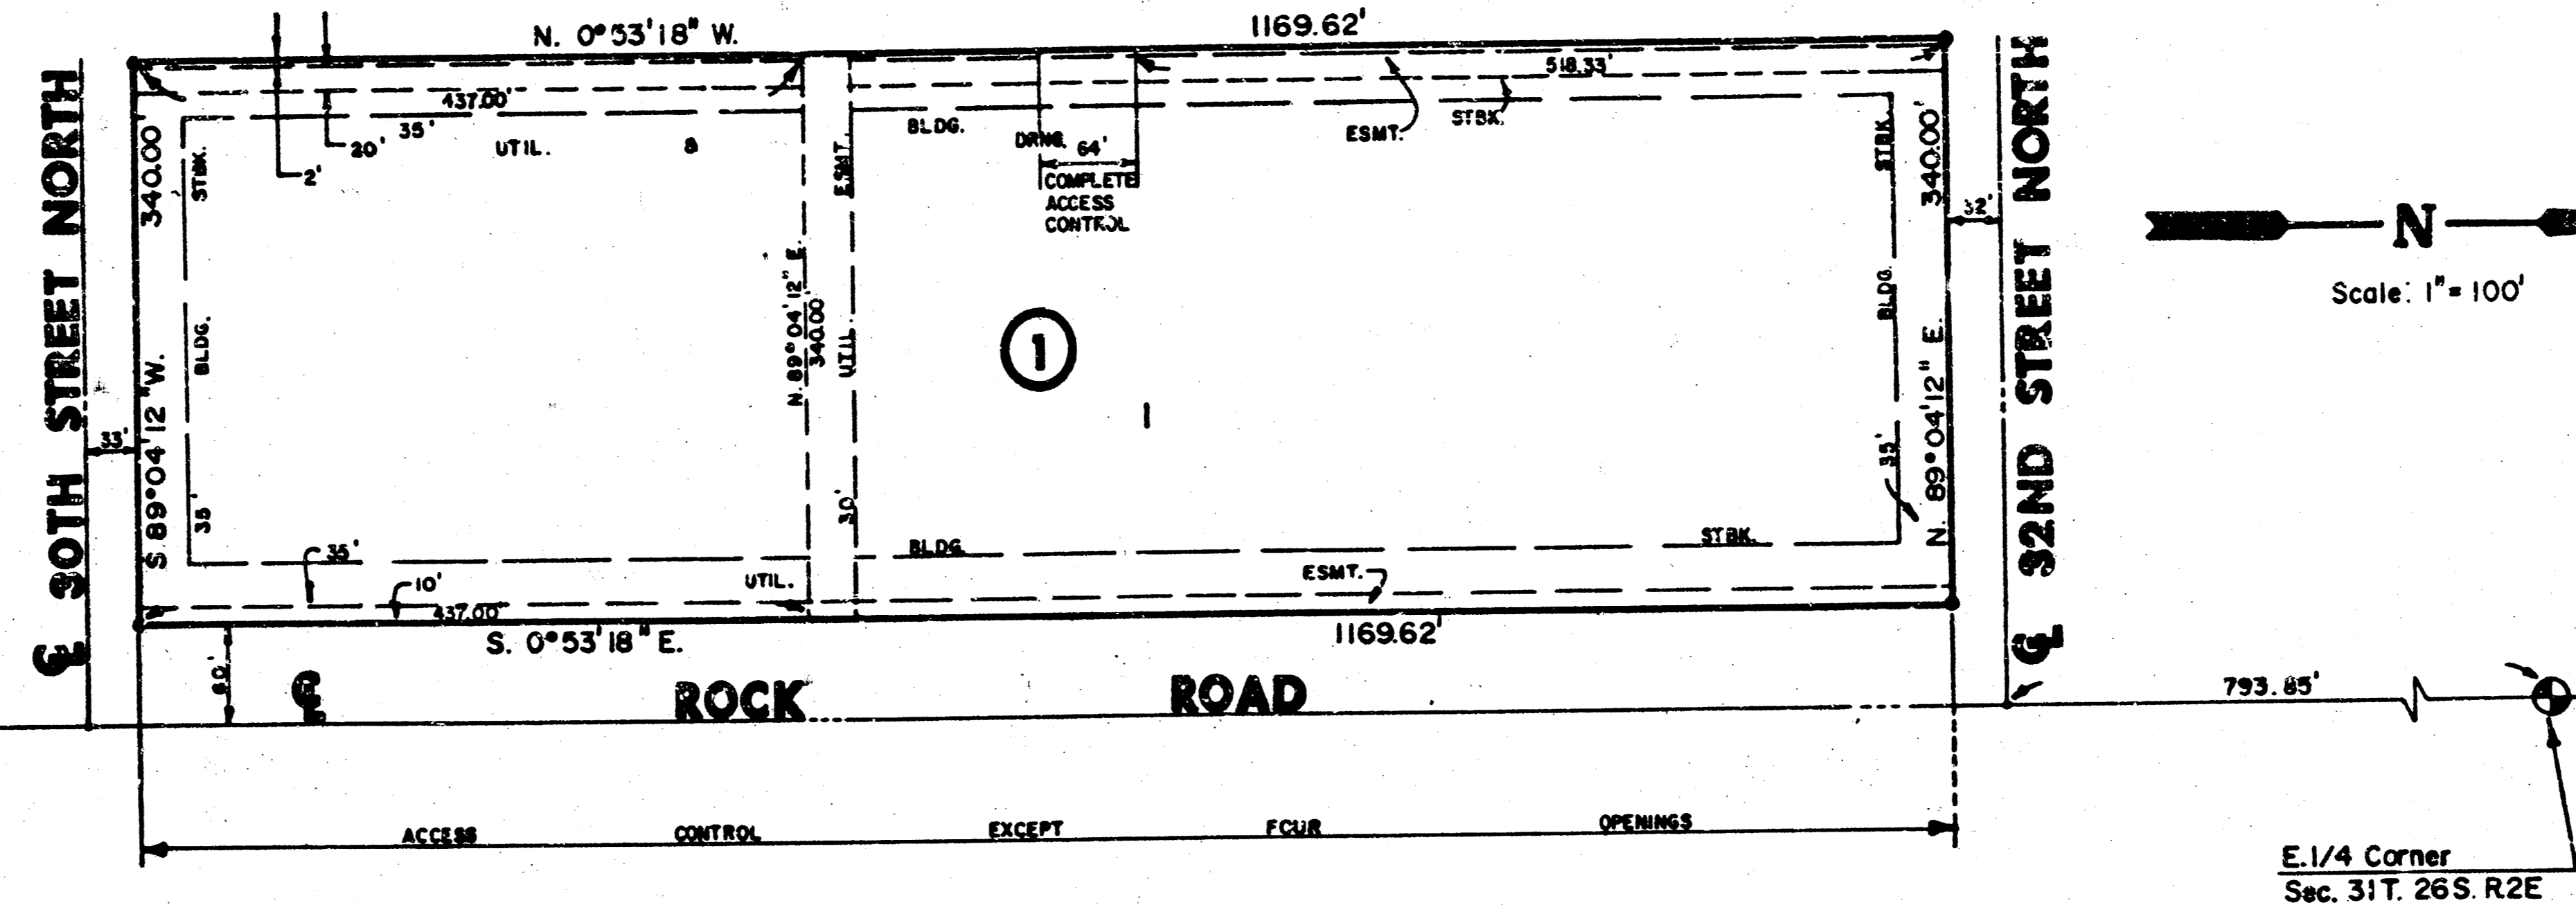 N. 0°53'18" W.
1169.62'
437.00'
518.33'
35'
20'
2'
UTIL. &
BLDG.
DRNG.
ESMT.
STBK.
64'
COMPLETE
ACCESS
CONTROL
30TH STREET NORTH
℄
33'
340.00'
S. 89°04'12" W.
STBK.
BLDG.
35'
N. 89°04'12" E.
340.00'
ESMT.
UTIL.
30'
1
1
STBK.
BLDG.
35'
340.00'
N. 89°04'12" E.
32'
32ND STREET NORTH
℄
N
Scale: 1" = 100'
BLDG.
STBK.
35'
10'
UTIL.
ESMT.
437.00'
S. 0°53'18" E.
1169.62'
60'
℄
ROCK ROAD
793.85'
ACCESS CONTROL EXCEPT FOUR OPENINGS
E.1/4 Corner
Sec. 31 T. 26 S. R2E